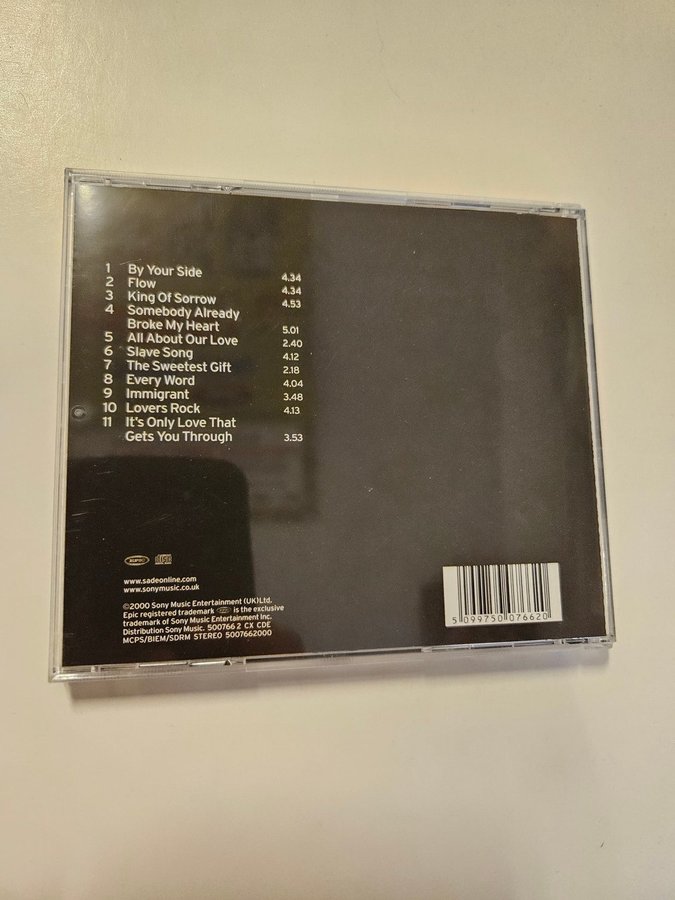 1 By Your Side 4.34
2 Flow 4.34
3 King Of Sorrow 4.53
4 Somebody Already
Broke My Heart 5.01
5 All About Our Love 2.40
6 Slave Song 4.12
7 The Sweetest Gift 2.18
8 Every Word 4.04
9 Immigrant 3.48
10 Lovers Rock 4.13
11 It's Only Love That
Gets You Through 3.53
epic disc
www.sadeonline.com
www.sonymusic.co.uk
©2000 Sony Music Entertainment (UK)Ltd.
Epic registered trademark epic is the exclusive
trademark of Sony Music Entertainment Inc.
Distribution Sony Music. 500766 2 CX CDE
MCPS/BIEM/SDRM STEREO 5007662000
5 099750 076620